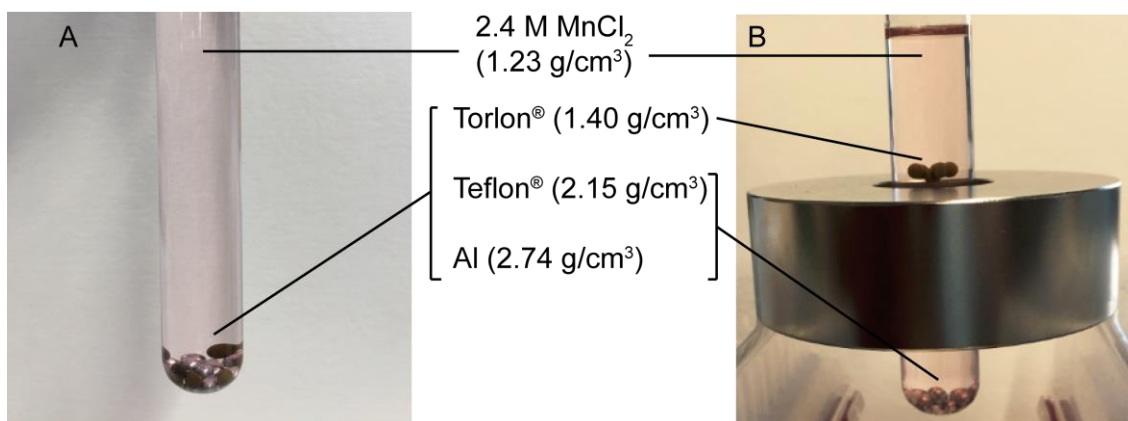 A
2.4 M MnCl₂
(1.23 g/cm³)
B
Torlon® (1.40 g/cm³)
Teflon® (2.15 g/cm³)
Al (2.74 g/cm³)